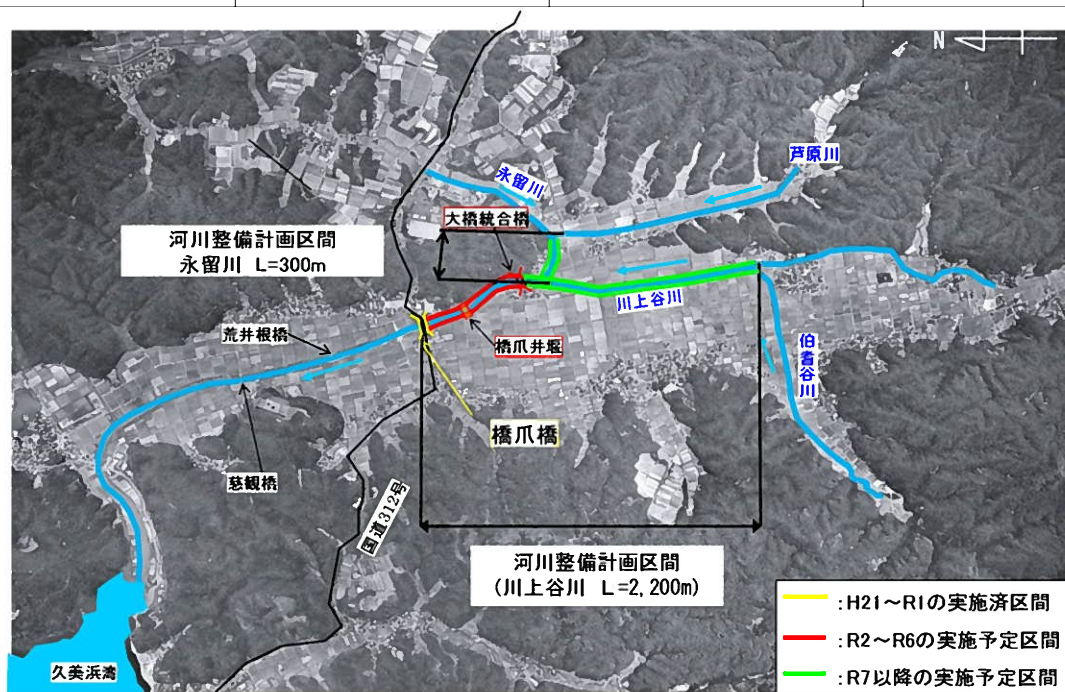 N
芦原川
永留川
大橋統合橋
河川整備計画区間
永留川 L=300m
川上谷川
荒井根橋
橋爪井堰
伯耆谷川
橋爪橋
慈観橋
国道312号
河川整備計画区間
(川上谷川 L=2,200m)
:H21～R1の実施済区間
:R2～R6の実施予定区間
:R7以降の実施予定区間
久美浜湾